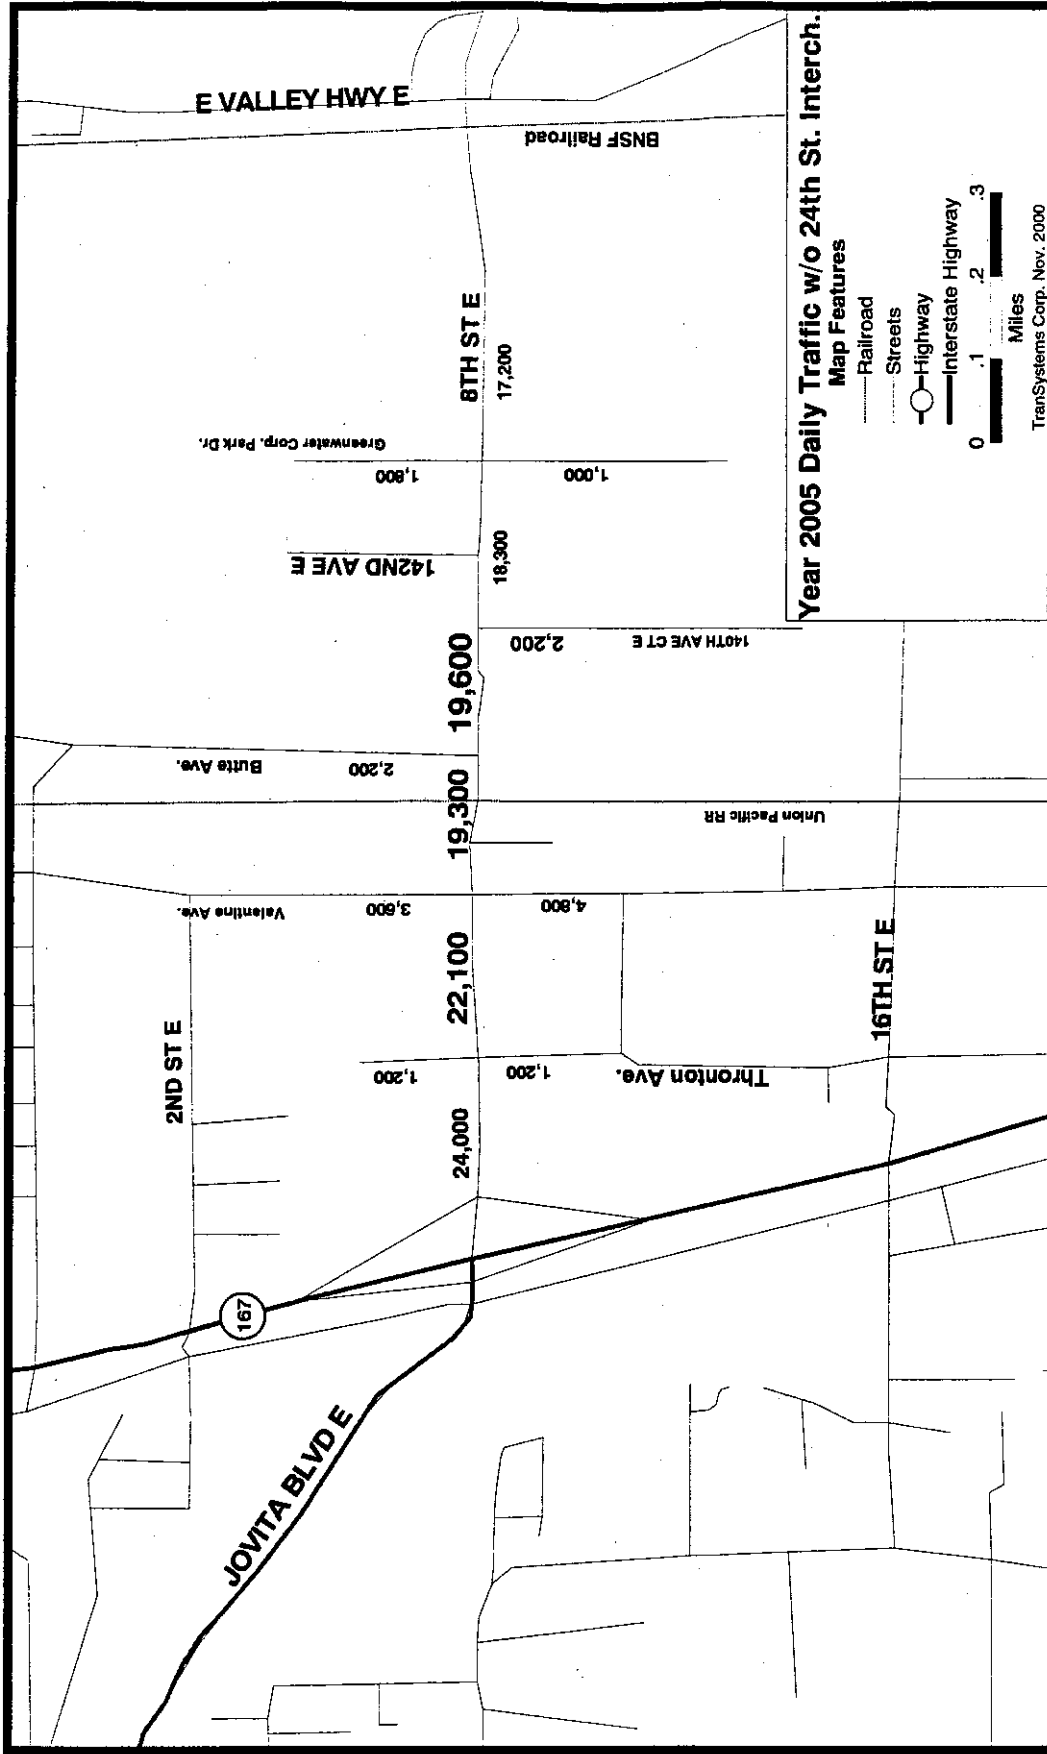 E VALLEY HWY E
BNSF Railroad
8TH ST E
17,200
Greenwater Corp. Park Dr.
1,800
1,000
142ND AVE E
18,300
19,600
2,200
140TH AVE CT E
Butte Ave.
2,200
19,300
Union Pacific RR
Valentine Ave.
3,600
4,800
22,100
16TH ST E
2ND ST E
1,200
1,200
Thronton Ave.
24,000
167
JOVITA BLVD E
Year 2005 Daily Traffic w/o 24th St. Interch.
Map Features
Railroad
Streets
Highway
Interstate Highway
0 .1 .2 .3
Miles
TranSystems Corp. Nov. 2000